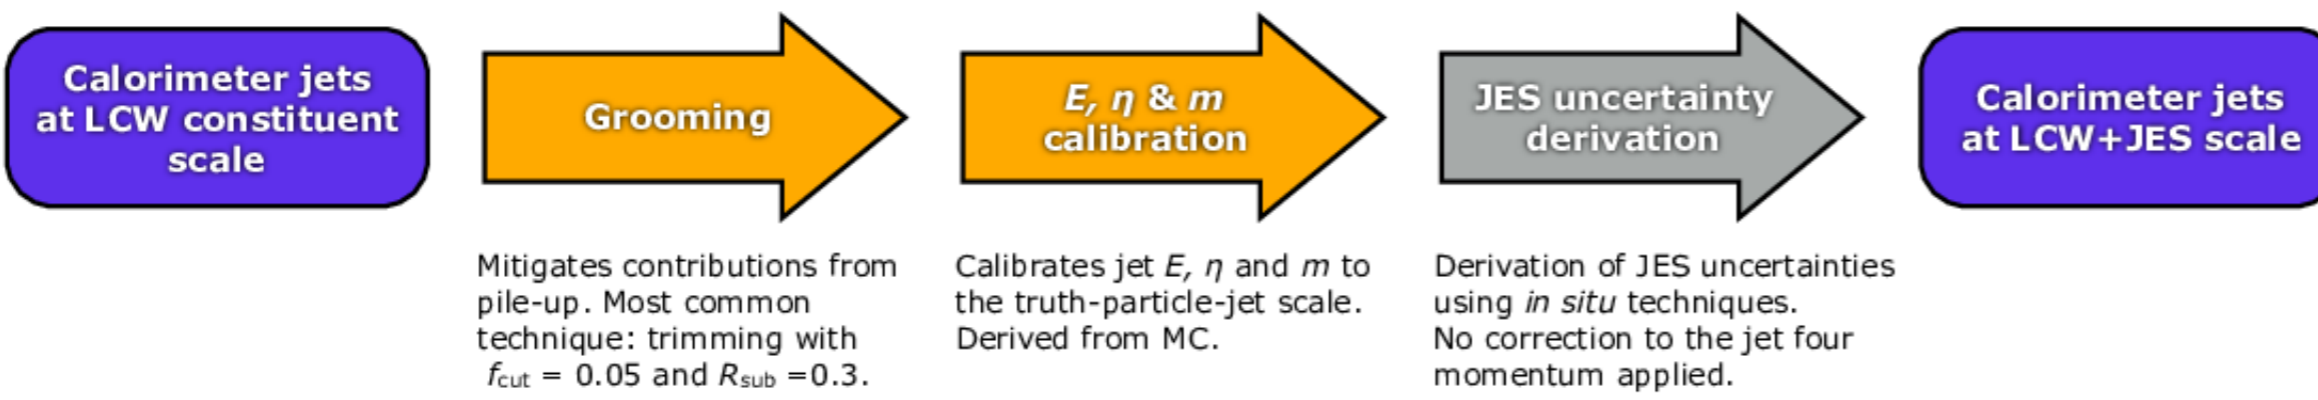 Calorimeter jets
at LCW constituent
scale
Grooming
E, η & m
calibration
JES uncertainty
derivation
Calorimeter jets
at LCW+JES scale
Mitigates contributions from
pile-up. Most common
technique: trimming with
fcut = 0.05 and Rsub =0.3.
Calibrates jet E, η and m to
the truth-particle-jet scale.
Derived from MC.
Derivation of JES uncertainties
using in situ techniques.
No correction to the jet four
momentum applied.